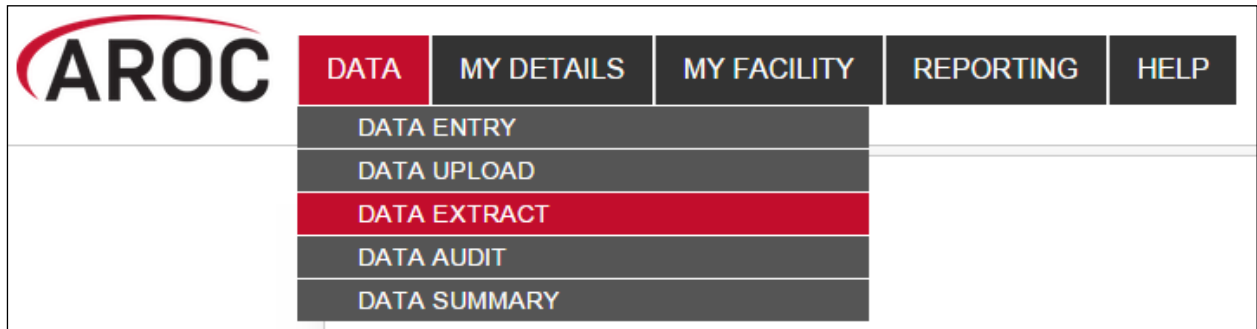 AROC DATA MY DETAILS MY FACILITY REPORTING HELP
DATA ENTRY
DATA UPLOAD
DATA EXTRACT
DATA AUDIT
DATA SUMMARY